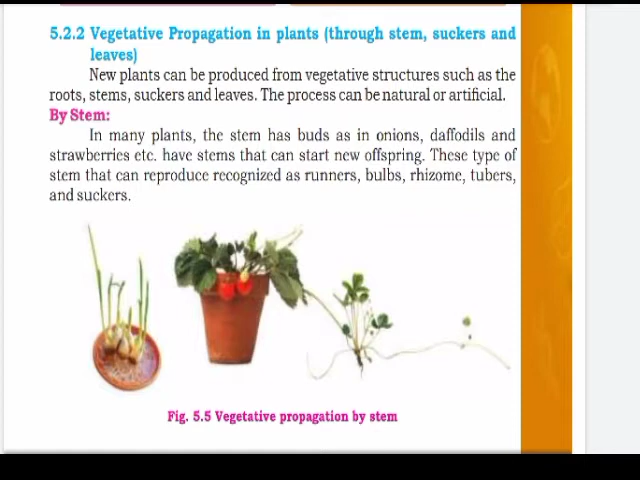 5.2.2 Vegetative Propagation in plants (through stem, suckers and
leaves)
New plants can be produced from vegetative structures such as the
roots, stems, suckers and leaves. The process can be natural or artificial.
By Stem:
In many plants, the stem has buds as in onions, daffodils and
strawberries etc. have stems that can start new offspring. These type of
stem that can reproduce recognized as runners, bulbs, rhizome, tubers,
and suckers.
Fig. 5.5 Vegetative propagation by stem